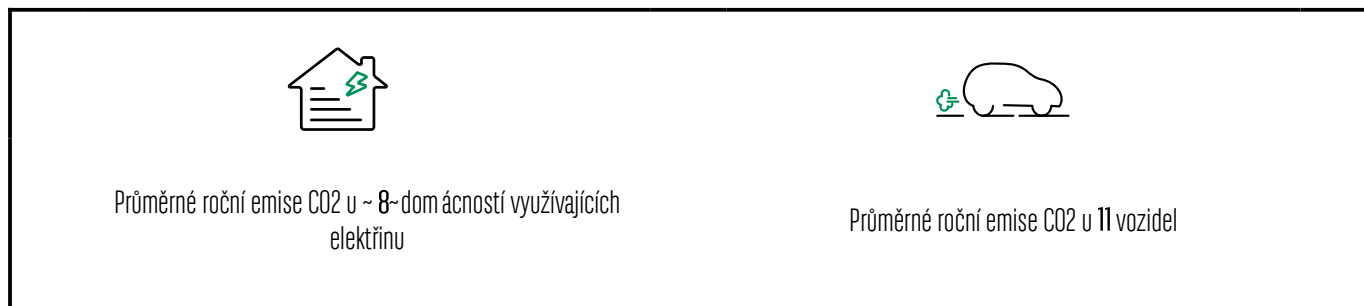 Průměrné roční emise CO2 u ~ 8~dom ácností využívajících
elektřinu
Průměrné roční emise CO2 u 11 vozidel